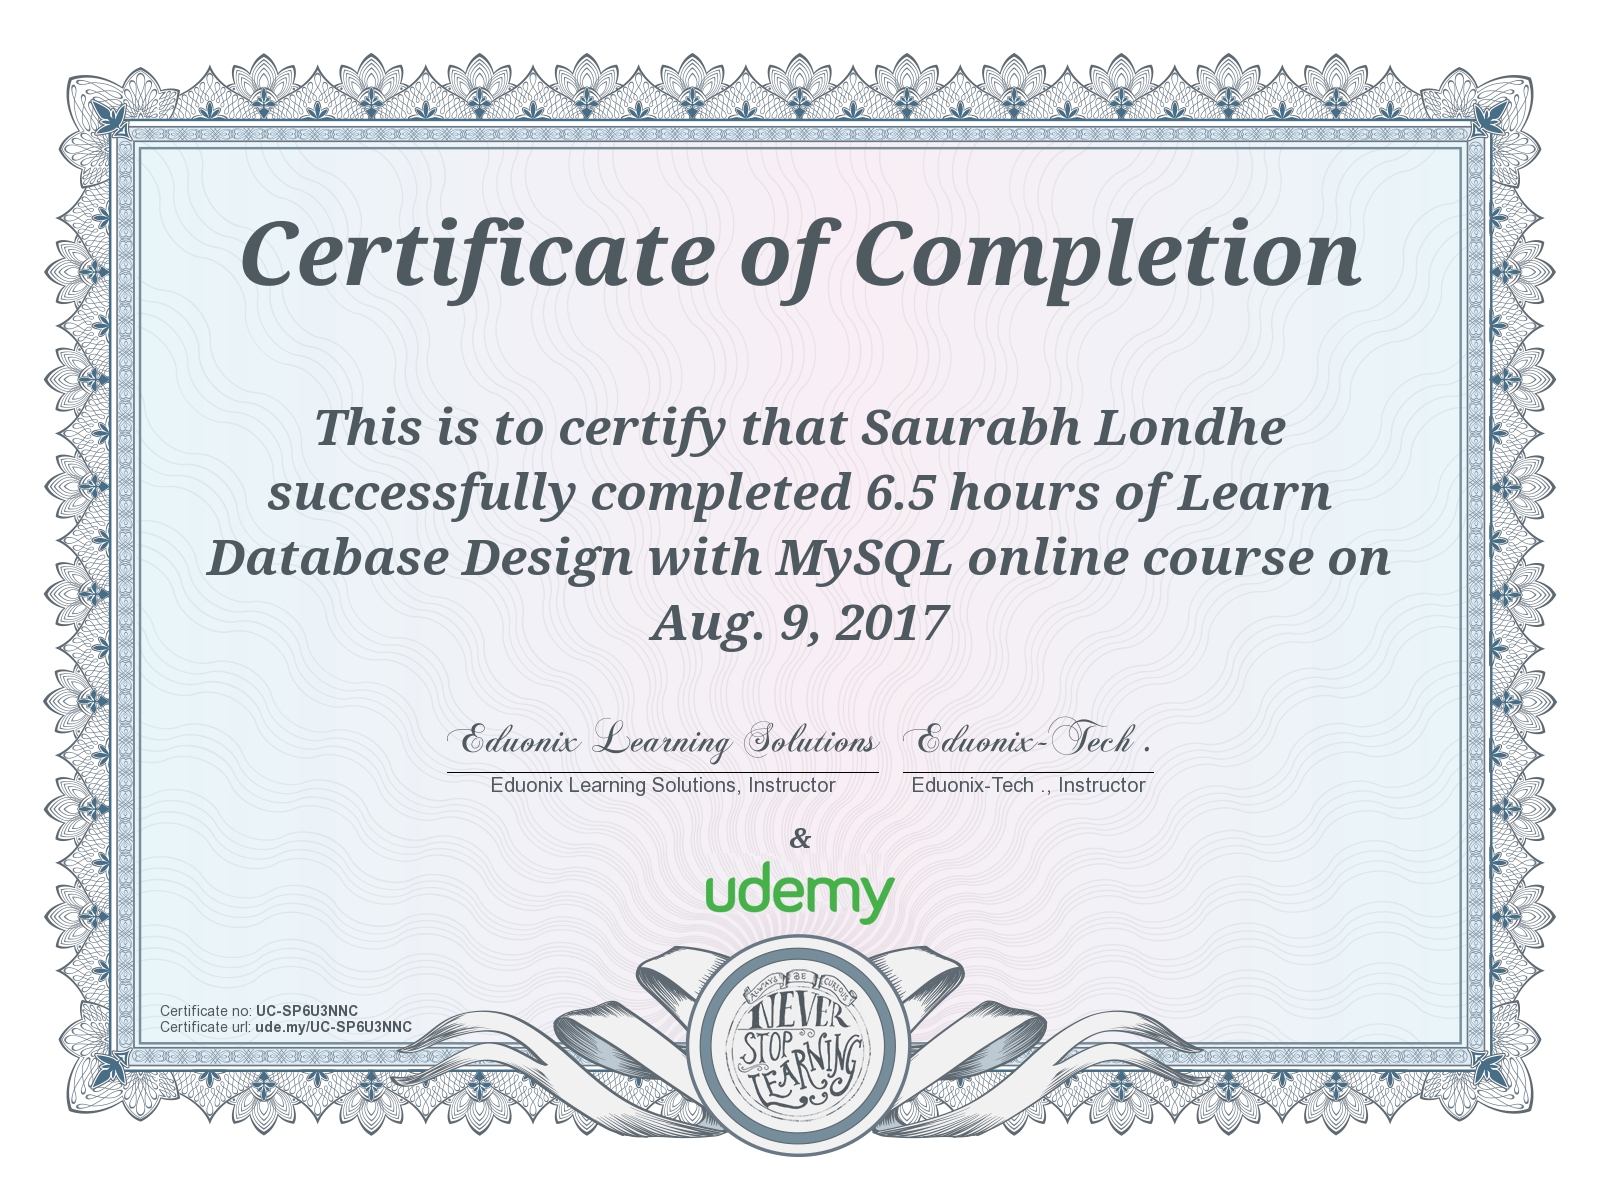 Certificate of Completion
This is to certify that Saurabh Londhe
successfully completed 6.5 hours of Learn
Database Design with MySQL online course on
Aug. 9, 2017
Eduonix Learning Solutions Eduonix-Tech .
Eduonix Learning Solutions, Instructor Eduonix-Tech ., Instructor
&
udemy
ALWAYS BE CURIOUS
NEVER
STOP
LEARNING
Certificate no: UC-SP6U3NNC
Certificate url: ude.my/UC-SP6U3NNC